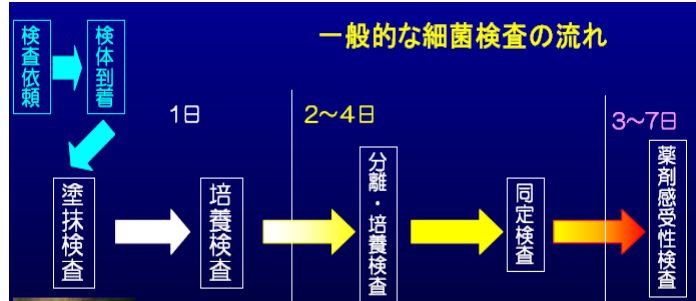 一般的な細菌検査の流れ
検査依頼
検体到着
1日
2～4日
3～7日
塗抹検査
培養検査
分離・培養検査
同定検査
薬剤感受性検査